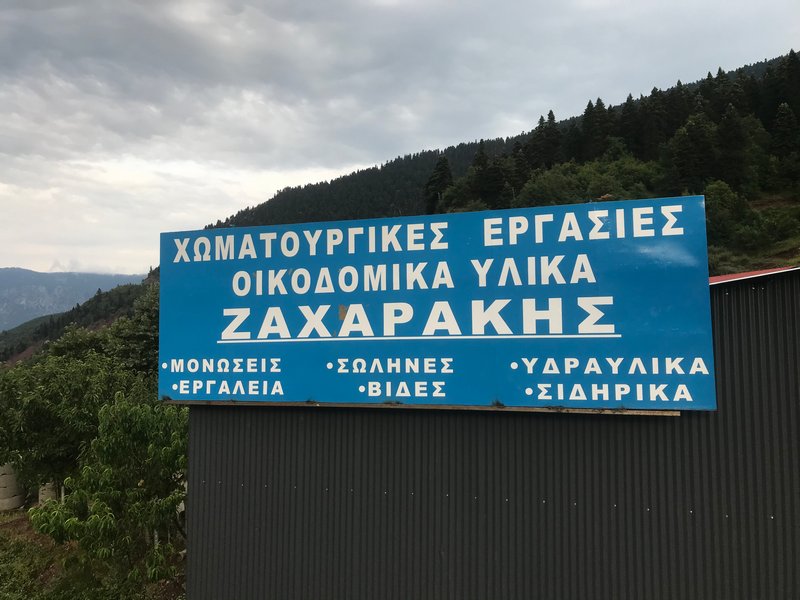 ΧΩΜΑΤΟΥΡΓΙΚΕΣ ΕΡΓΑΣΙΕΣ
ΟΙΚΟΔΟΜΙΚΑ ΥΛΙΚΑ
ΖΑΧΑΡΑΚΗΣ
•ΜΟΝΩΣΕΙΣ •ΣΩΛΗΝΕΣ •ΥΔΡΑΥΛΙΚΑ
•ΕΡΓΑΛΕΙΑ •ΒΙΔΕΣ •ΣΙΔΗΡΙΚΑ